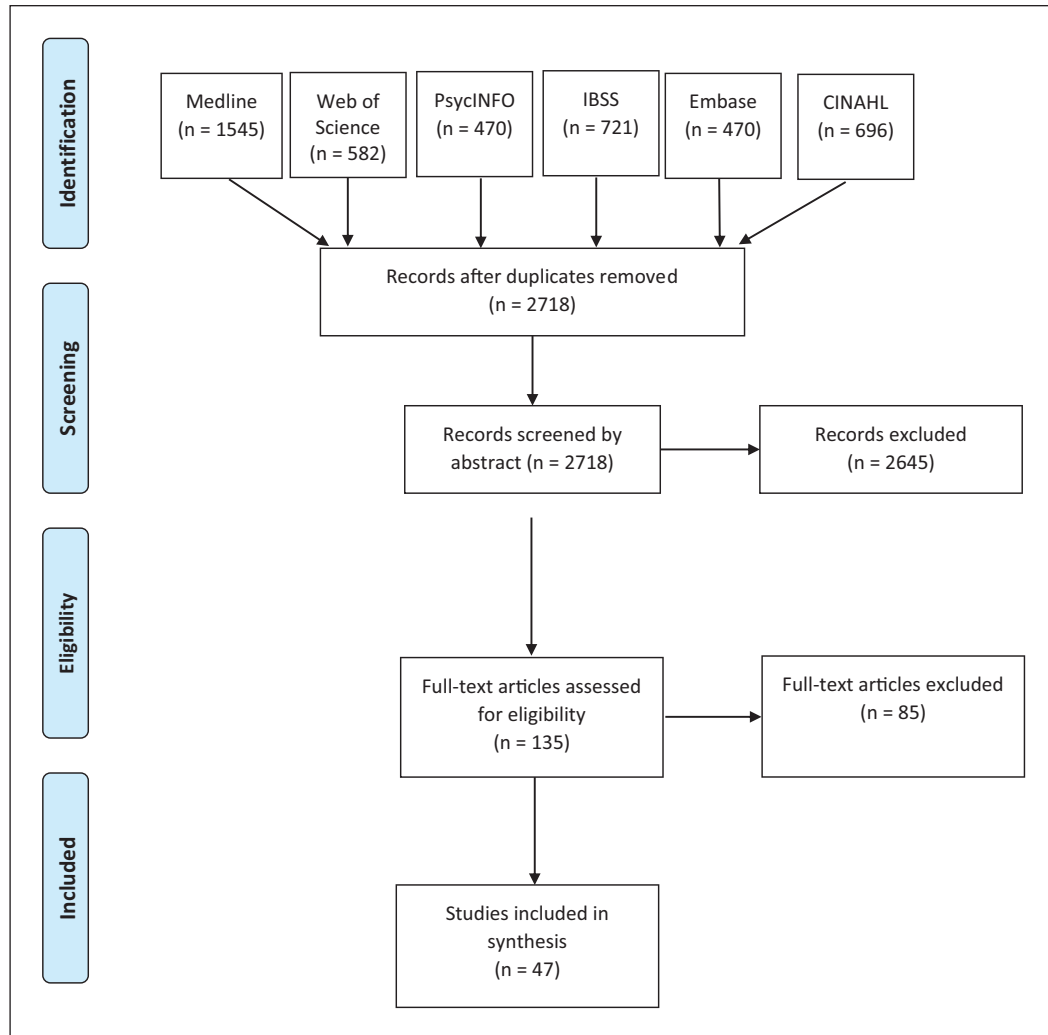 Identification
Medline
(n = 1545)
Web of
Science
(n = 582)
PsycINFO
(n = 470)
IBSS
(n = 721)
Embase
(n = 470)
CINAHL
(n = 696)
Records after duplicates removed
(n = 2718)
Screening
Records screened by
abstract (n = 2718)
Records excluded
(n = 2645)
Eligibility
Full-text articles assessed
for eligibility
(n = 135)
Full-text articles excluded
(n = 85)
Included
Studies included in
synthesis
(n = 47)